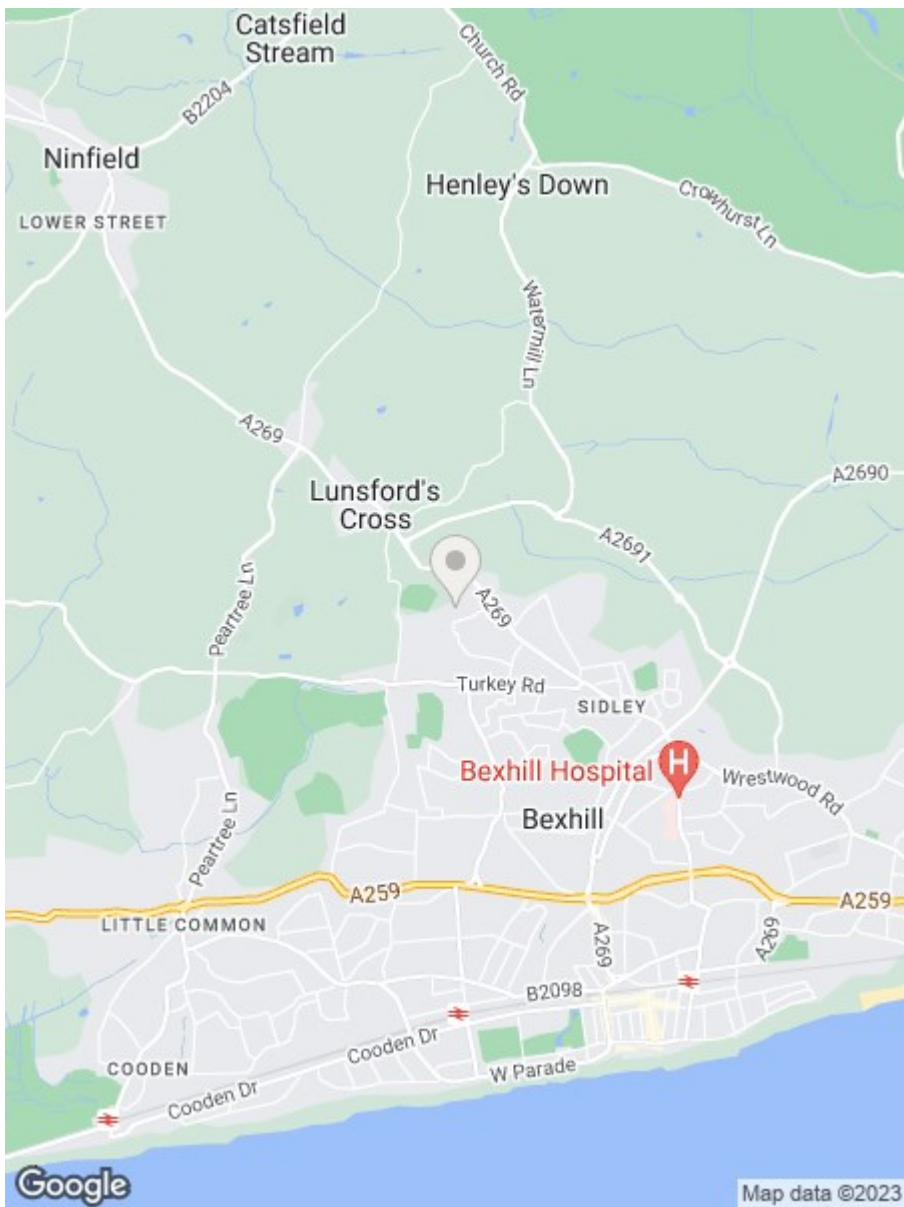 Catsfield
Stream
Church Rd
B2204
Ninfield
Henley's Down
LOWER STREET
Crowhurst Ln
Watermill Ln
A269
A2690
Lunsford's
Cross
A2691
Peartree Ln
A269
Turkey Rd
SIDLEY
Bexhill Hospital
H
Wrestwood Rd
Peartree Ln
Bexhill
A259
A259
LITTLE COMMON
A269
A269
B2098
Cooden Dr
COODEN
W Parade
Cooden Dr
Google
Map data ©2023